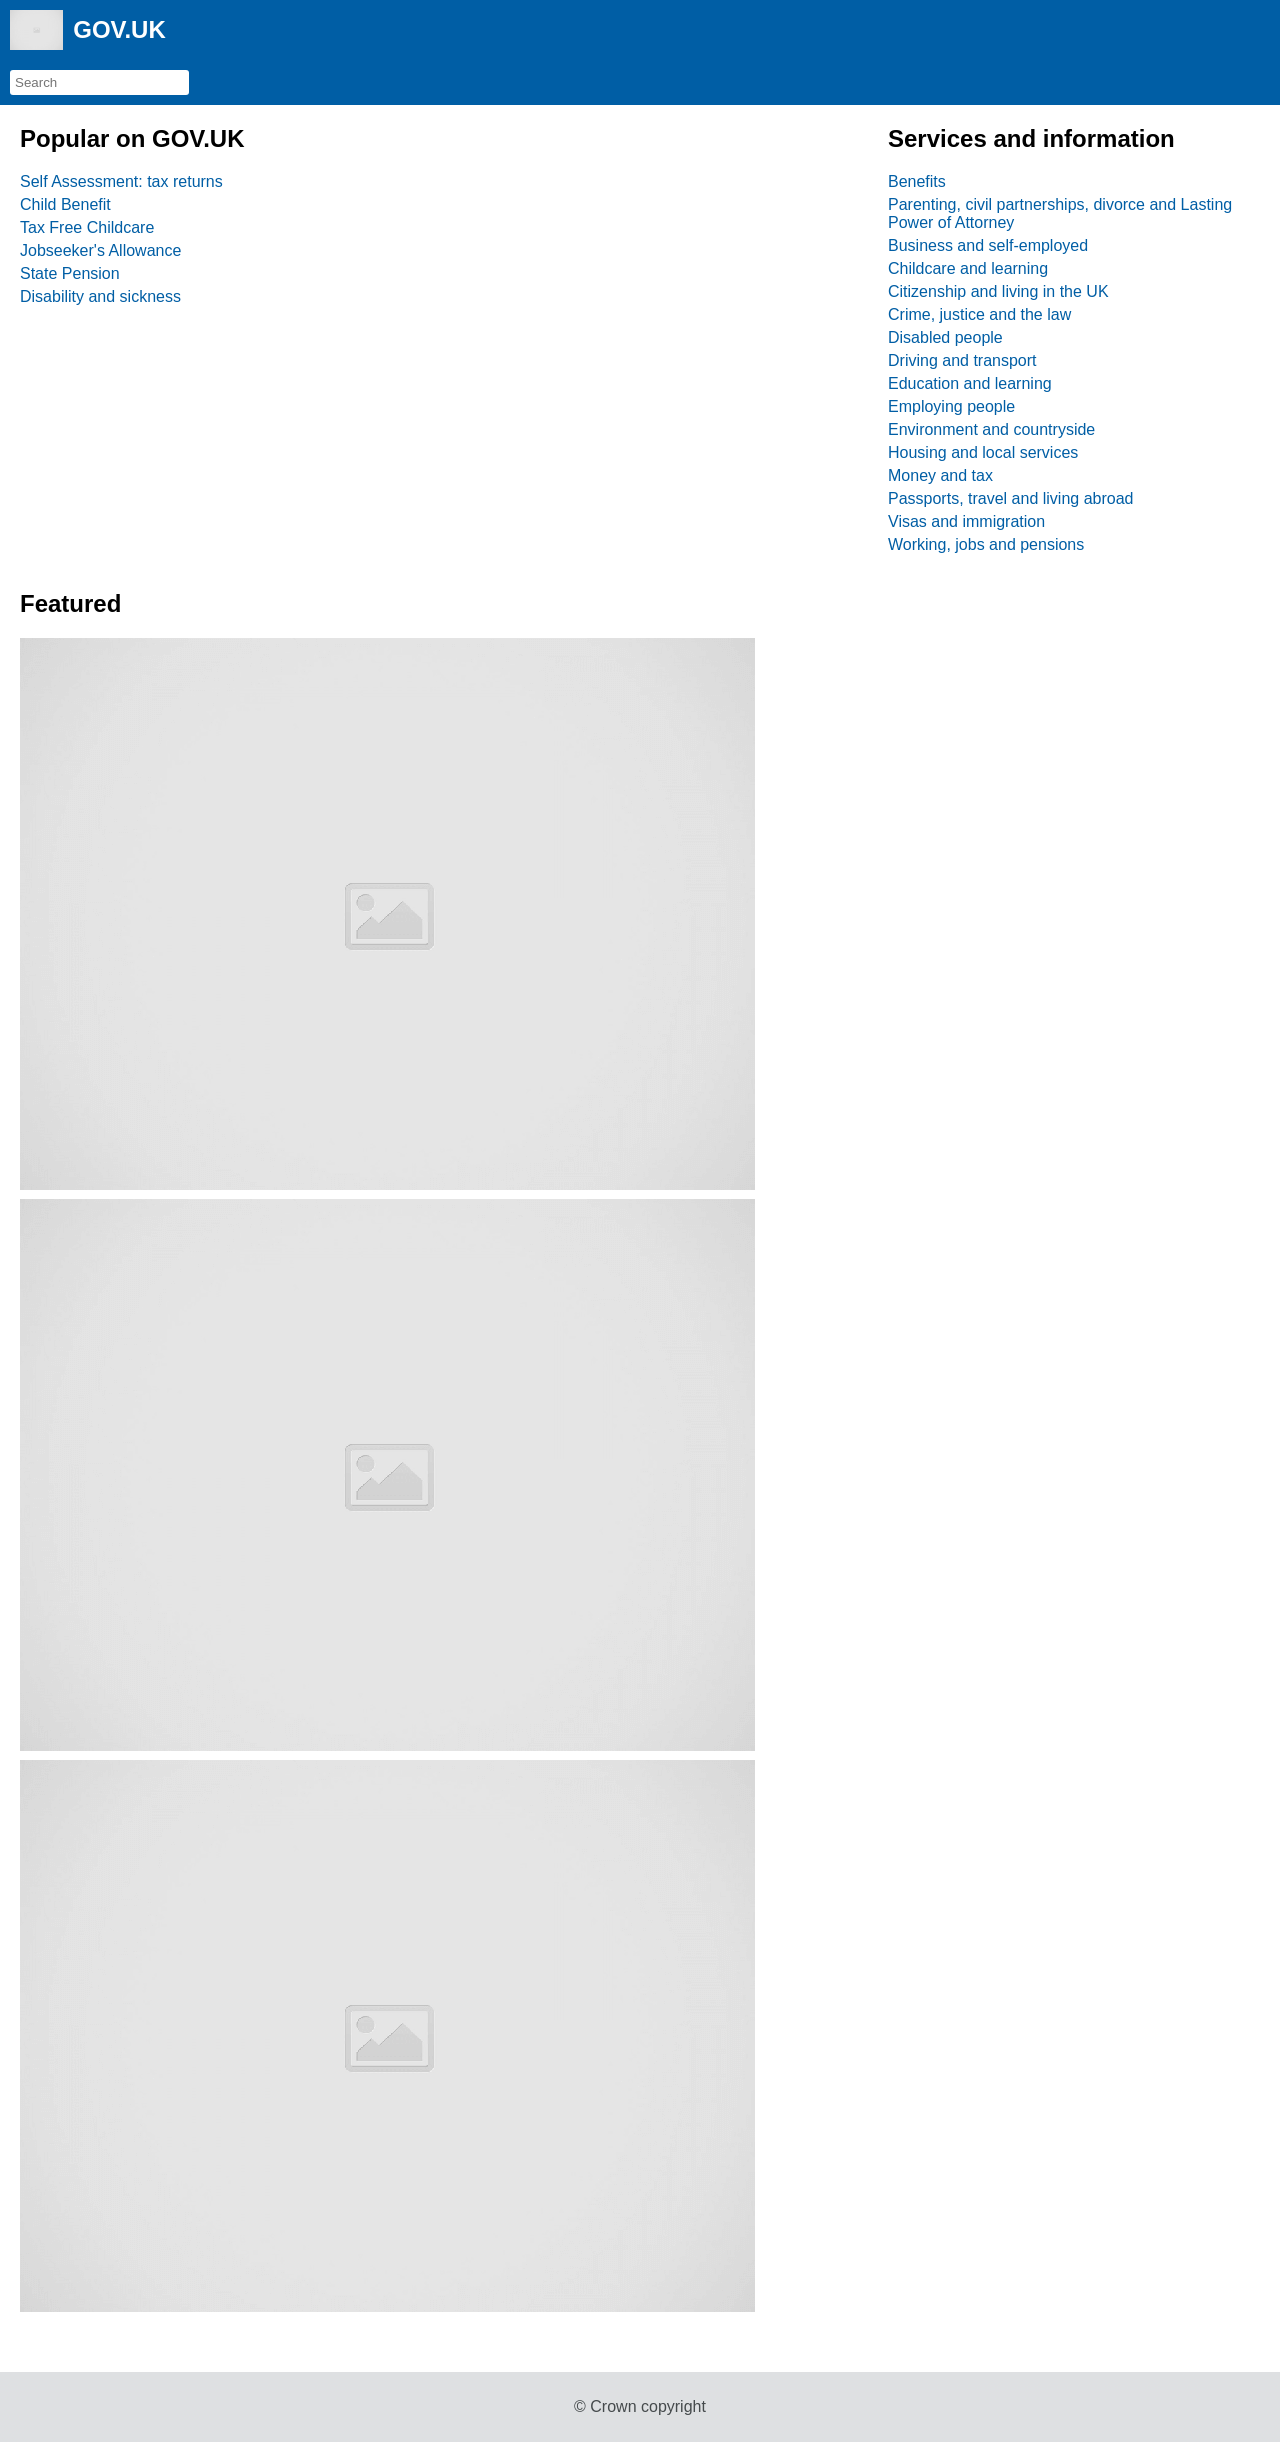 GOV.UK
Search
Popular on GOV.UK
Self Assessment: tax returns
Child Benefit
Tax Free Childcare
Jobseeker's Allowance
State Pension
Disability and sickness
Services and information
Benefits
Parenting, civil partnerships, divorce and Lasting
Power of Attorney
Business and self-employed
Childcare and learning
Citizenship and living in the UK
Crime, justice and the law
Disabled people
Driving and transport
Education and learning
Employing people
Environment and countryside
Housing and local services
Money and tax
Passports, travel and living abroad
Visas and immigration
Working, jobs and pensions
Featured
© Crown copyright